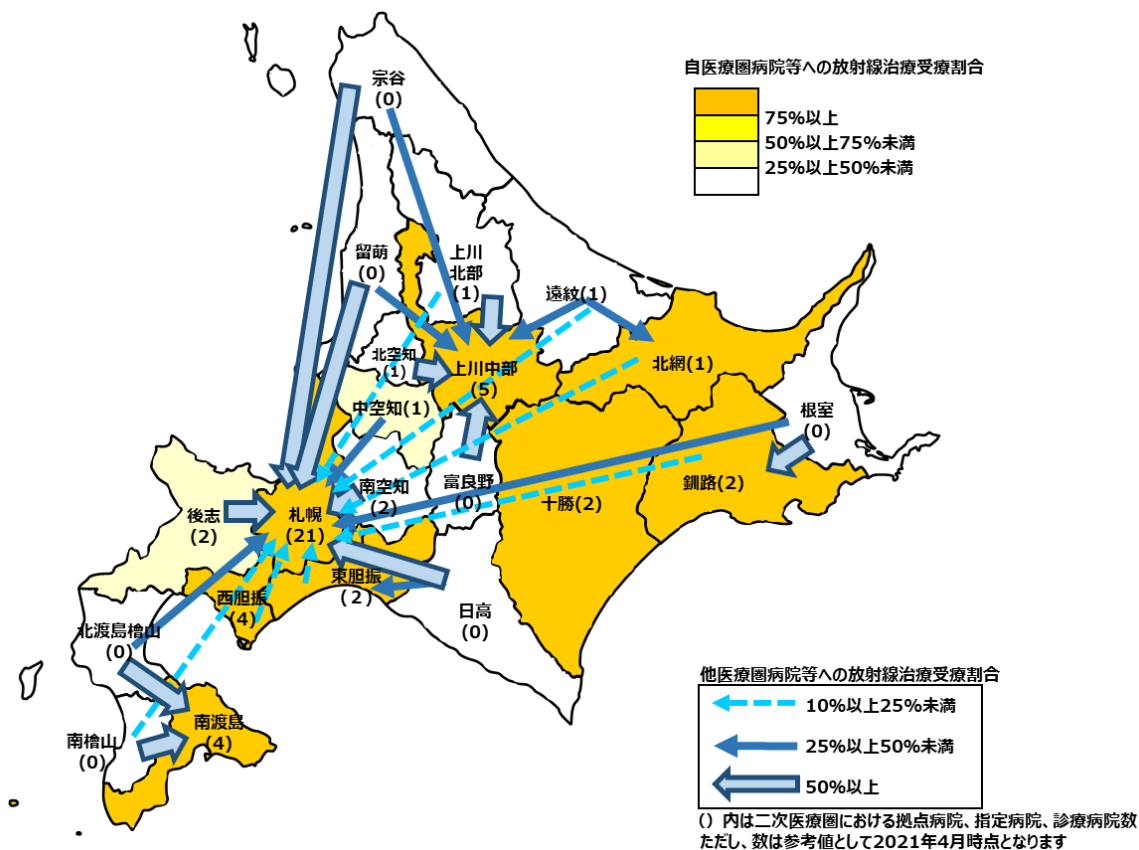 宗谷
(0)
自医療圏病院等への放射線治療受療割合
75%以上
50%以上75%未満
25%以上50%未満
留萌
(0)
上川
北部
(1)
遠紋(1)
北空知
(1)
上川中部
(5)
北網(1)
中空知(1)
根室
(0)
富良野
(0)
十勝(2)
釧路(2)
南空知
(2)
後志
(2)
札幌
(21)
東胆振
(2)
西胆振
(4)
日高
(0)
北渡島檜山
(0)
南渡島
(4)
南檜山
(0)
他医療圏病院等への放射線治療受療割合
10%以上25%未満
25%以上50%未満
50%以上
() 内は二次医療圏における拠点病院、指定病院、診療病院数
ただし、数は参考値として2021年4月時点となります